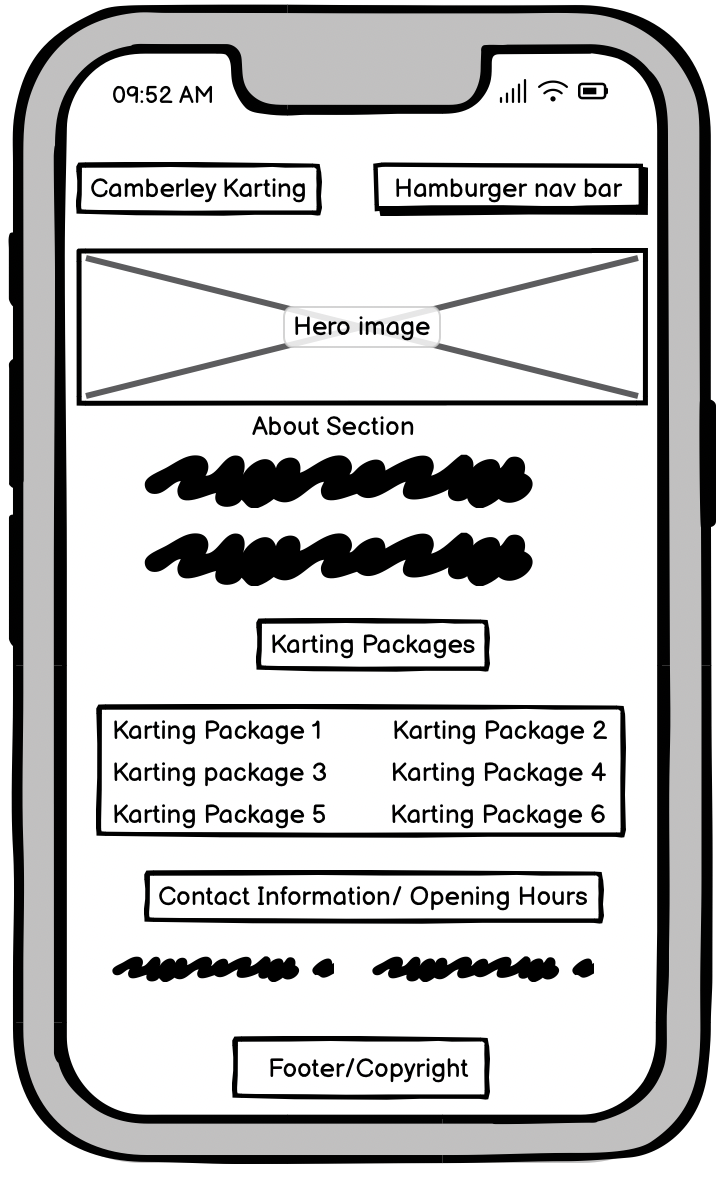 09:52 AM
Camberley Karting
Hamburger nav bar
Hero image
About Section
Karting Packages
Karting Package 1 Karting Package 2
Karting package 3 Karting Package 4
Karting Package 5 Karting Package 6
Contact Information/ Opening Hours
Footer/Copyright